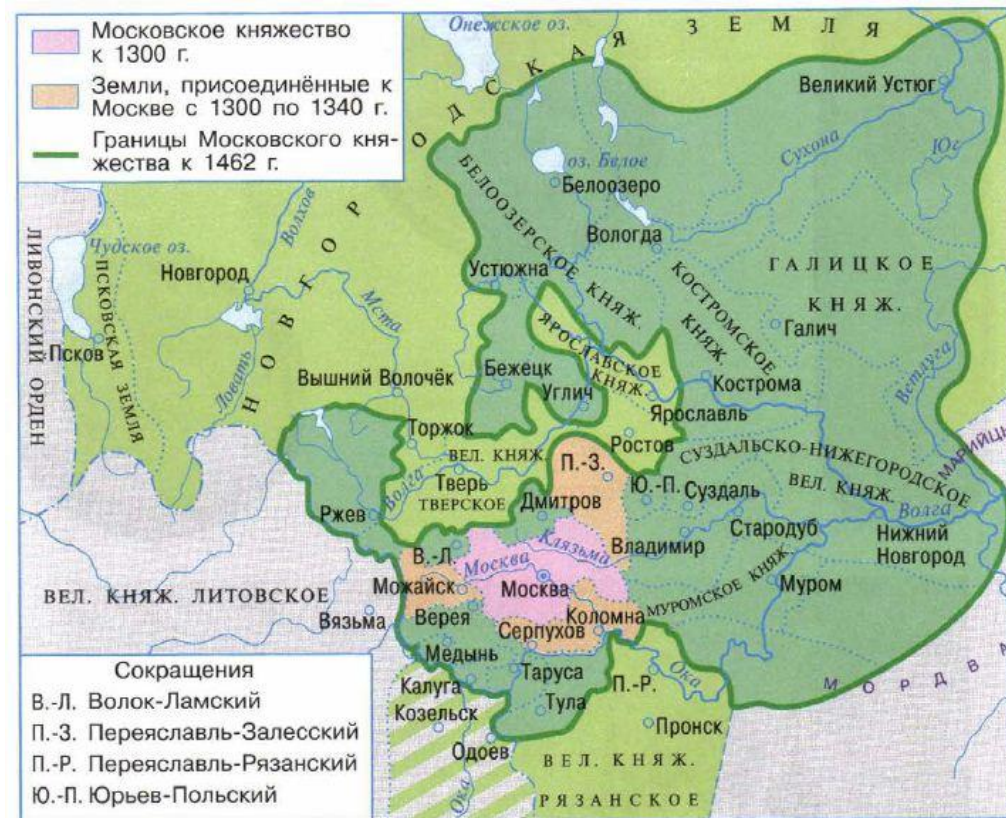 Московское княжество
к 1300 г.
Земли, присоединённые к
Москве с 1300 по 1340 г.
Границы Московского кня-
жества к 1462 г.
Онежское оз.
НОВГОРОДСКАЯ ЗЕМЛЯ
Великий Устюг
Сухона
Юг
оз. Белое
Белоозеро
БЕЛООЗЕРСКОЕ КНЯЖ.
Вологда
ЛИВОНСКИЙ ОРДЕН
Чудское оз.
ПСКОВСКАЯ ЗЕМЛЯ
Волхов
Новгород
Устюжна
КОСТРОМСКОЕ КНЯЖ.
ГАЛИЦКОЕ
КНЯЖ.
Мста
Псков
Ловать
Галич
ЯРОСЛАВСКОЕ
КНЯЖ.
Вышний Волочёк
Бежецк
Кострома
Ветлуга
Углич
Ярославль
Торжок
Ростов
ВЕЛ. КНЯЖ.
Тверь
ТВЕРСКОЕ
Волга
П.-З.
СУЗДАЛЬСКО-НИЖЕГОРОДСКОЕ
ВЕЛ. КНЯЖ.
МАРИЙЦЫ
Ю.-П.
Суздаль
Волга
Ржев
Дмитров
Стародуб
Нижний
Новгород
Владимир
В.-Л.
Клязьма
Москва
Можайск
Москва
Муром
МУРОМСКОЕ КНЯЖ.
ВЕЛ. КНЯЖ. ЛИТОВСКОЕ
Вязьма
Верея
Коломна
Серпухов
Медынь
Таруса
Ока
МОРДВА
Калуга
П.-Р.
Козельск
Тула
Пронск
Одоев
Ока
ВЕЛ. КНЯЖ.
РЯЗАНСКОЕ
Сокращения
В.-Л. Волок-Ламский
П.-З. Переяславль-Залесский
П.-Р. Переяславль-Рязанский
Ю.-П. Юрьев-Польский